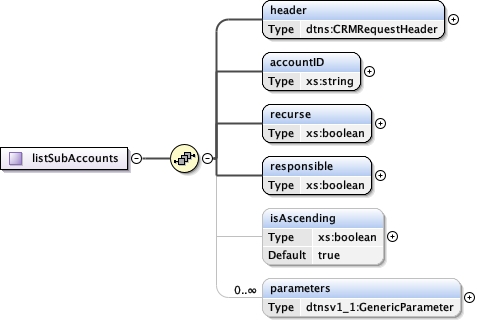 header
Type dtns:CRMRequestHeader
accountID
Type xs:string
recurse
Type xs:boolean
listSubAccounts
responsible
Type xs:boolean
isAscending
Type xs:boolean
Default true
0..∞
parameters
Type dtnsv1_1:GenericParameter